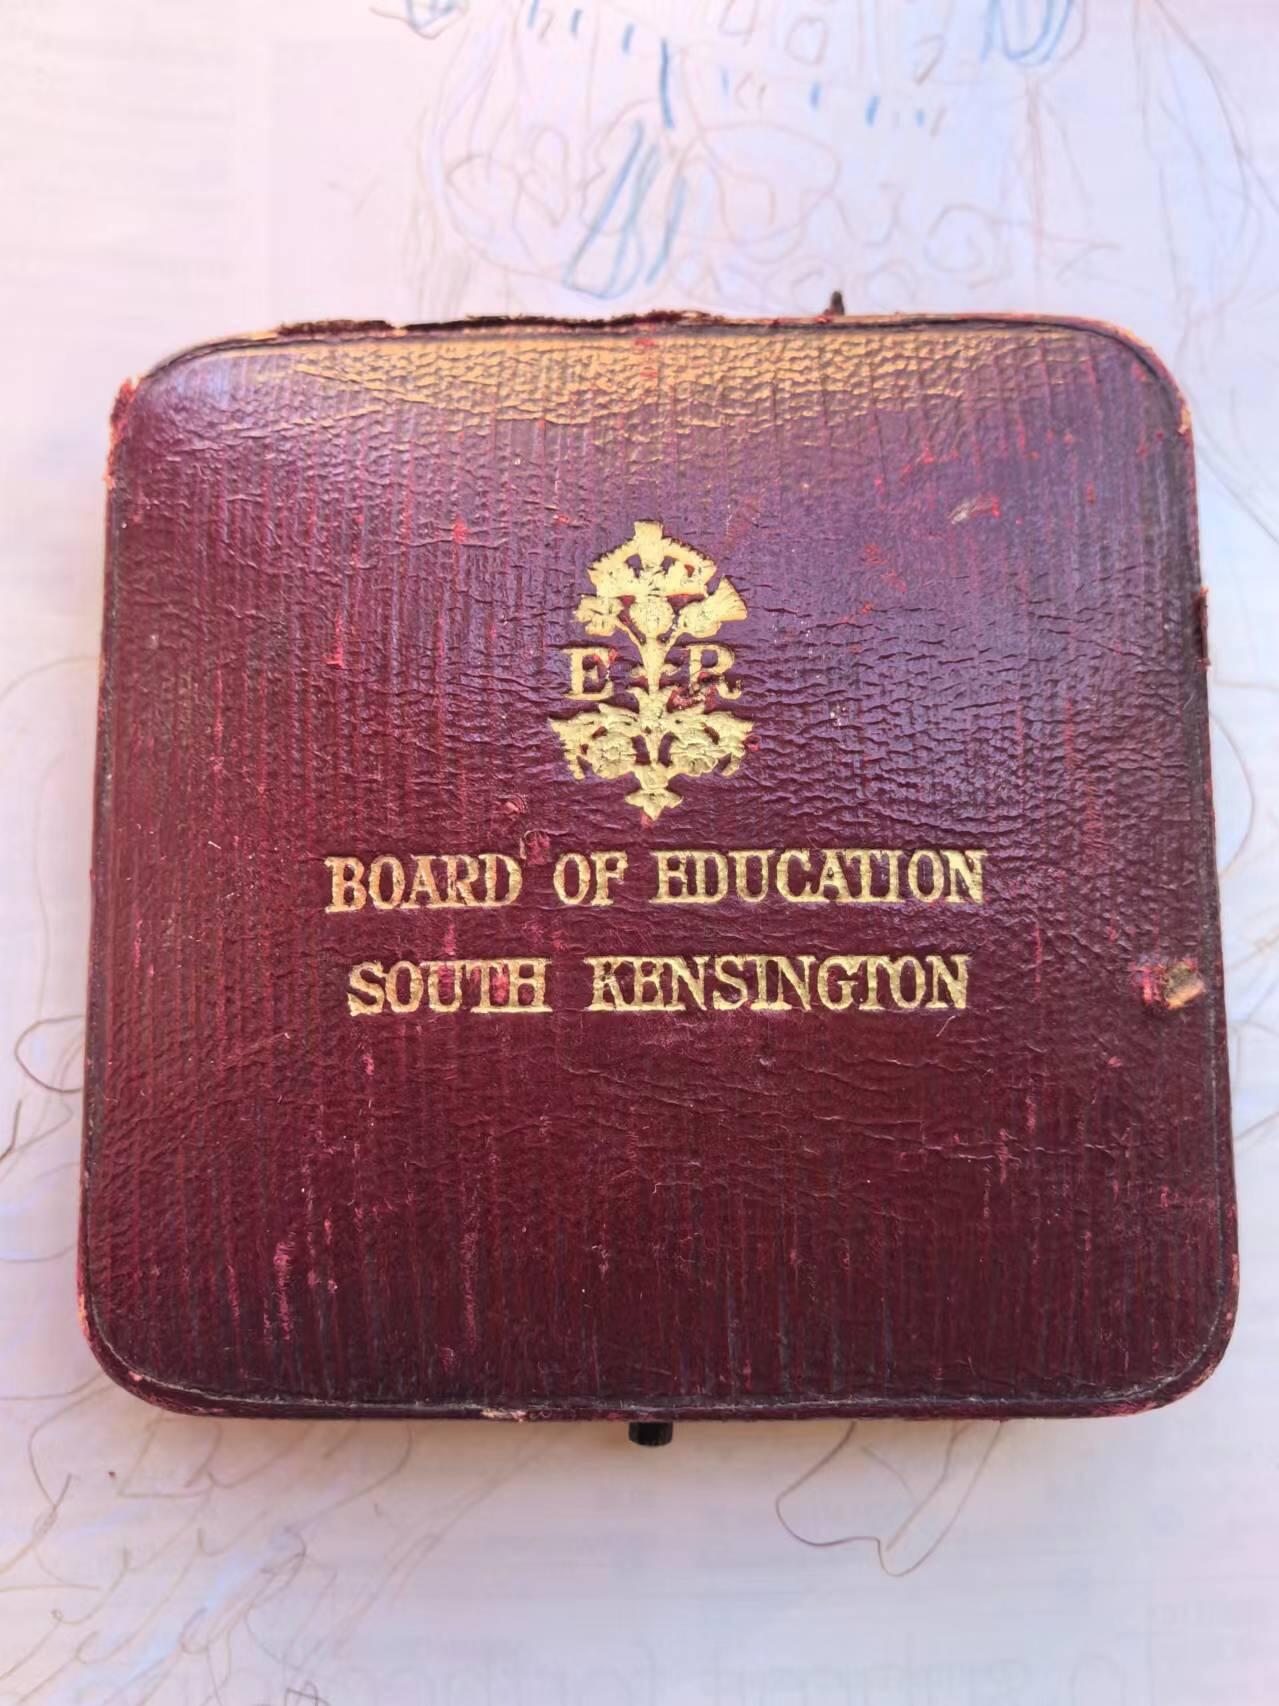 E R
BOARD OF EDUCATION
SOUTH KENSINGTON